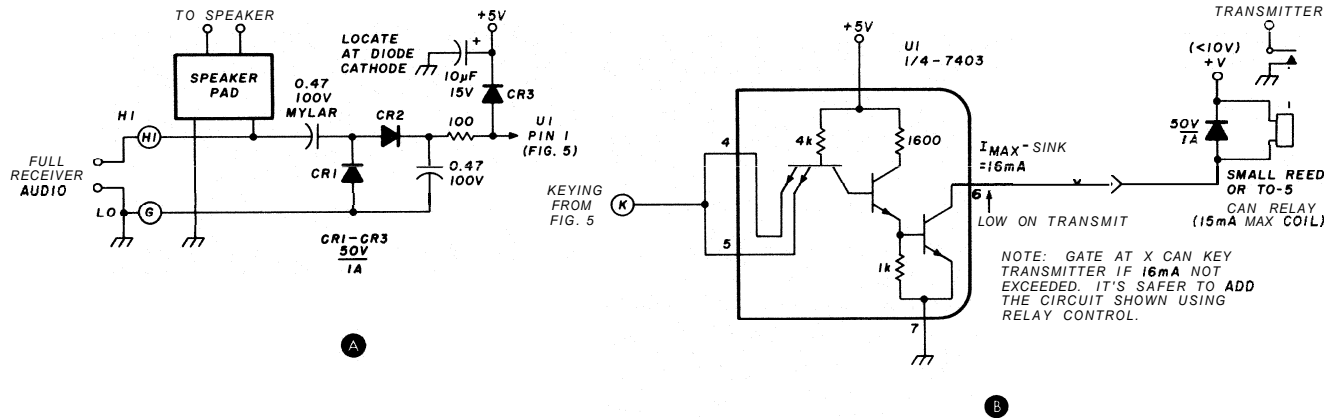 TO SPEAKER
SPEAKER
PAD
LOCATE
AT DIODE
CATHODE
+5V
+
10µF
15V
CR3
0.47
100V
MYLAR
CR2
100
U1
PIN 1
(FIG. 5)
HI
HI
FULL
RECEIVER
AUDIO
CR1
0.47
100V
LO
G
CR1-CR3
50V
1A
A
+5V
U1
1/4-7403
4
4k
1600
KEYING
FROM
FIG. 5
K
5
1k
7
IMAX-SINK
=16mA
6
X
LOW ON TRANSMIT
TRANSMITTER
(<10V)
+V
50V
1A
SMALL REED
OR TO-5
CAN RELAY
(15mA MAX COIL)
NOTE: GATE AT X CAN KEY
TRANSMITTER IF 16mA NOT
EXCEEDED. IT'S SAFER TO ADD
THE CIRCUIT SHOWN USING
RELAY CONTROL.
B